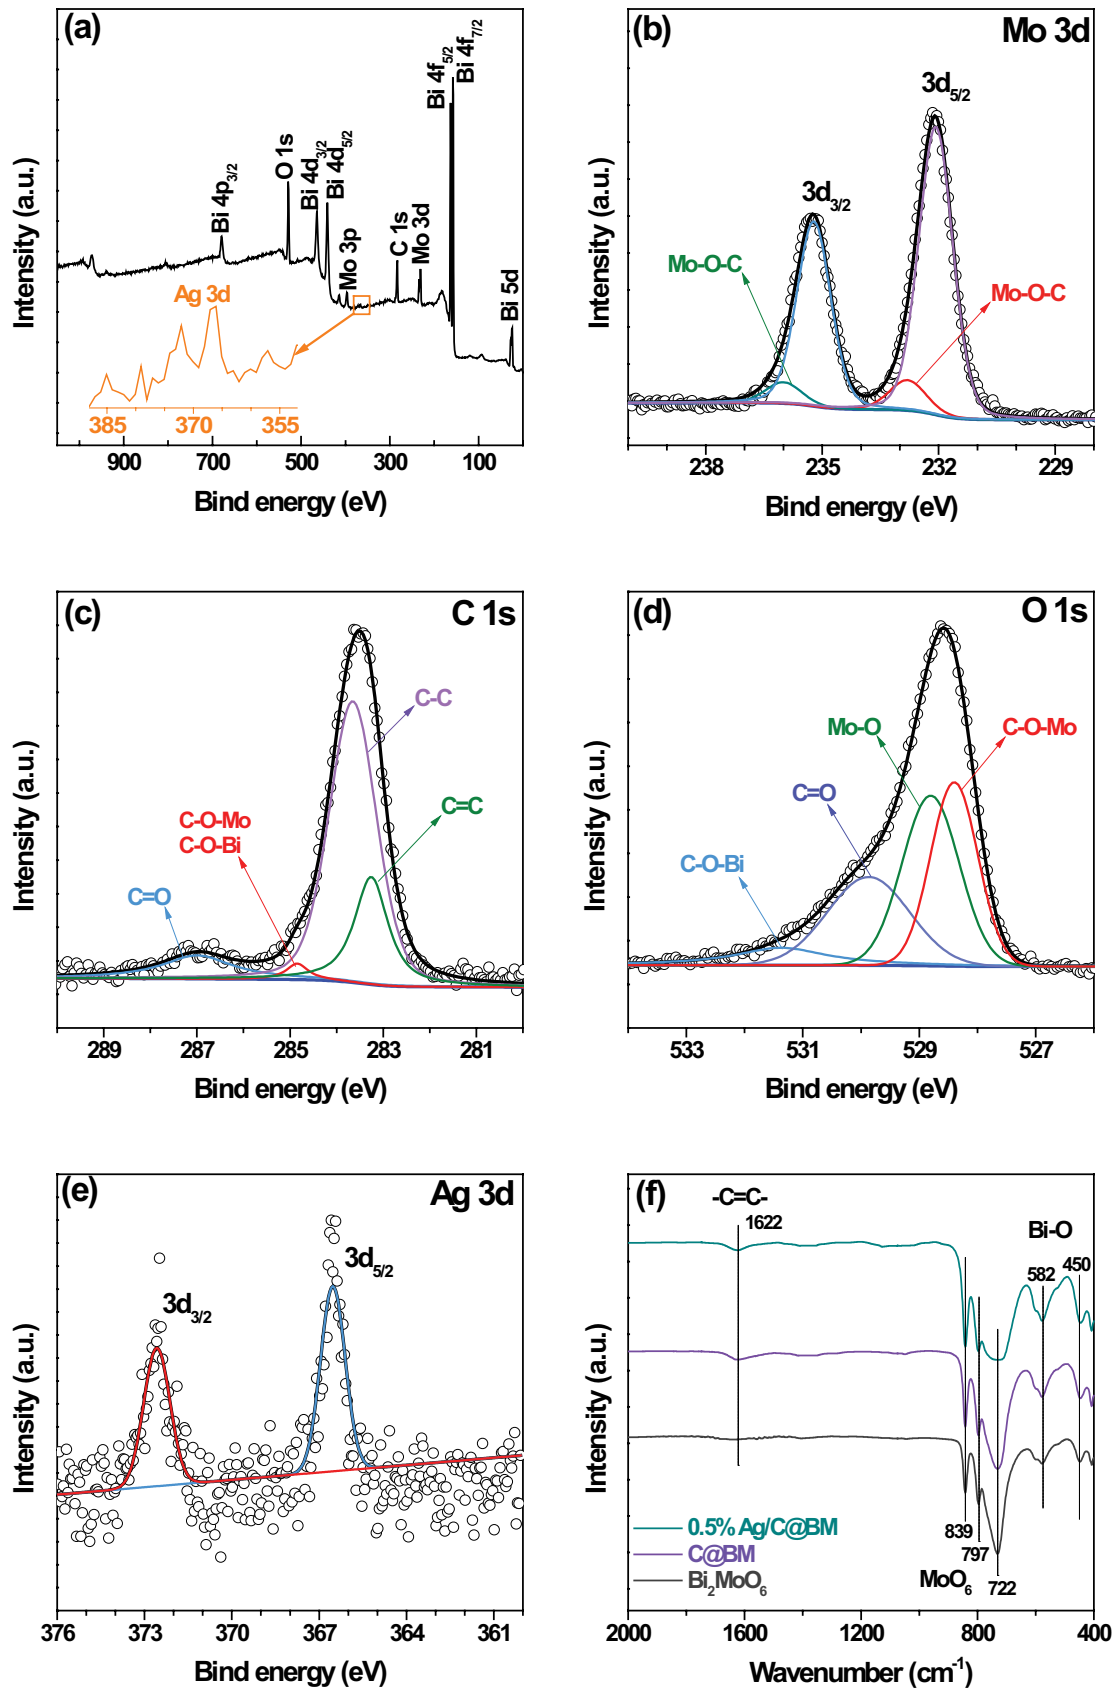 (a)
Bi 4p3/2
O 1s
Bi 4d3/2
Bi 4d5/2
Mo 3p
C 1s
Mo 3d
Bi 4f5/2
Bi 4f7/2
Bi 5d
Ag 3d
385 370 355
Intensity (a.u.)
900 700 500 300 100
Bind energy (eV)
(b)
Mo 3d
3d5/2
3d3/2
Mo-O-C
Mo-O-C
Intensity (a.u.)
238 235 232 229
Bind energy (eV)
(c)
C 1s
C-C
C=C
C-O-Mo
C-O-Bi
C=O
Intensity (a.u.)
289 287 285 283 281
Bind energy (eV)
(d)
O 1s
Mo-O
C-O-Mo
C=O
C-O-Bi
Intensity (a.u.)
533 531 529 527
Bind energy (eV)
(e)
Ag 3d
3d5/2
3d3/2
Intensity (a.u.)
376 373 370 367 364 361
Bind energy (eV)
(f)
-C=C-
1622
Bi-O
582
450
0.5% Ag/C@BM
C@BM
Bi2MoO6
839
797
MoO6
722
Intensity (a.u.)
2000 1600 1200 800 400
Wavenumber (cm-1)